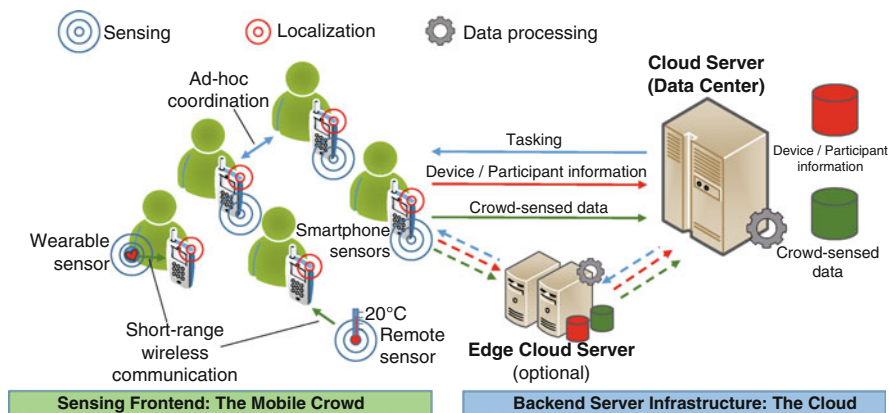 Sensing
Localization
Data processing
Ad-hoc
coordination
Cloud Server
(Data Center)
Tasking
Device / Participant information
Crowd-sensed data
Device / Participant
information
Crowd-sensed
data
Wearable
sensor
Smartphone
sensors
Short-range
wireless
communication
20°C
Remote
sensor
Edge Cloud Server
(optional)
Sensing Frontend: The Mobile Crowd
Backend Server Infrastructure: The Cloud